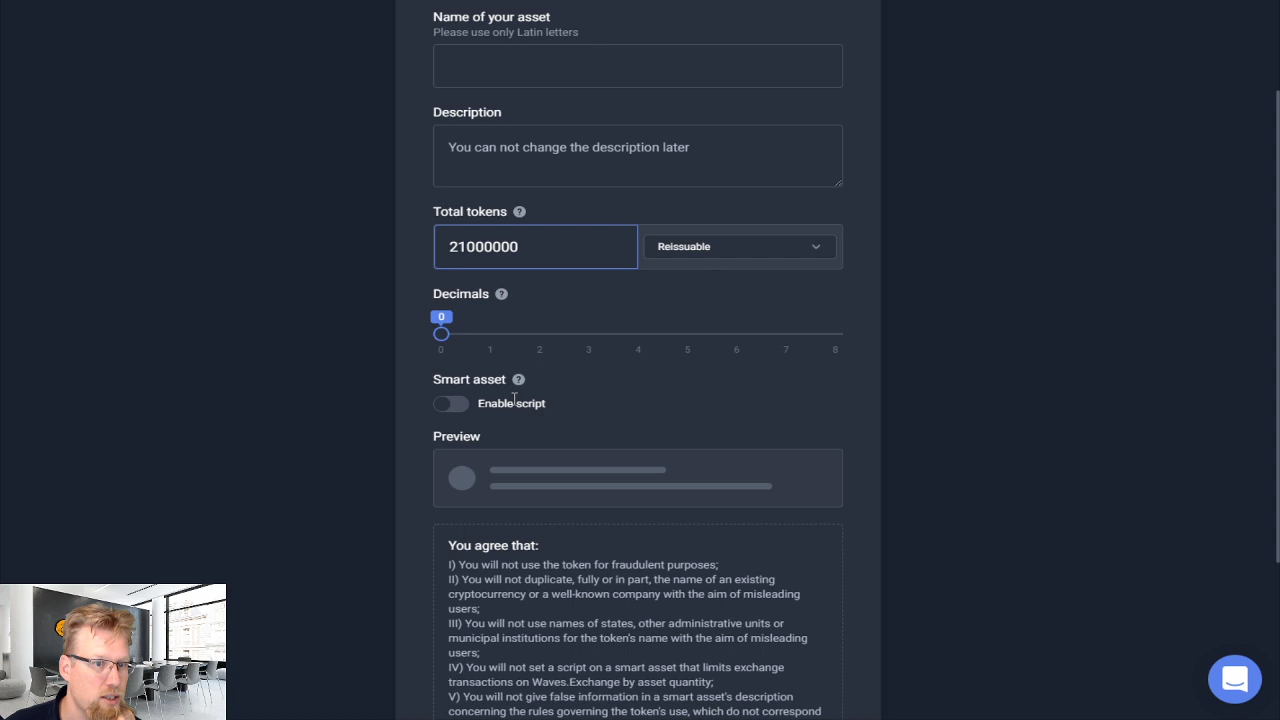 Name of your asset
Please use only Latin letters
Description
You can not change the description later
Total tokens ?
21000000
Reissuable
Decimals ?
0
0 1 2 3 4 5 6 7 8
Smart asset ?
Enable script
Preview
You agree that:
I) You will not use the token for fraudulent purposes;
II) You will not duplicate, fully or in part, the name of an existing
cryptocurrency or a well-known company with the aim of misleading
users;
III) You will not use names of states, other administrative units or
municipal institutions for the token's name with the aim of misleading
users;
IV) You will not set a script on a smart asset that limits exchange
transactions on Waves.Exchange by asset quantity;
V) You will not give false information in a smart asset's description
concerning the rules governing the token's use, which do not correspond